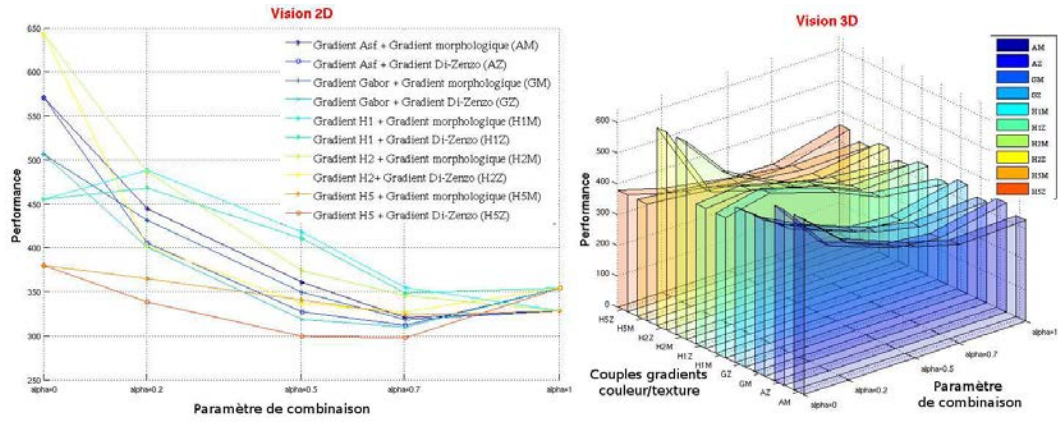 Vision 2D
Performance
650
600
550
500
450
400
350
300
250
alpha=0
alpha=0.2
alpha=0.5
alpha=0.7
alpha=1
Paramètre de combinaison
Gradient Asf + Gradient morphologique (AM)
Gradient Asf + Gradient Di-Zenzo (AZ)
Gradient Gabor + Gradient morphologique (GM)
Gradient Gabor + Gradient Di-Zenzo (GZ)
Gradient H1 + Gradient morphologique (H1M)
Gradient H1 + Gradient Di-Zenzo (H1Z)
Gradient H2 + Gradient morphologique (H2M)
Gradient H2+ Gradient Di-Zenzo (H2Z)
Gradient H5 + Gradient morphologique (H5M)
Gradient H5 + Gradient Di-Zenzo (H5Z)
Vision 3D
Performance
600
500
400
300
200
100
0
H5Z
H5M
H2Z
H2M
H1Z
H1M
GZ
GM
AZ
AM
Couples gradients
couleur/texture
alpha=0
alpha=0.2
alpha=0.5
alpha=0.7
alpha=1
Paramètre
de combinaison
AM
AZ
GM
GZ
H1M
H1Z
H2M
H2Z
H5M
H5Z